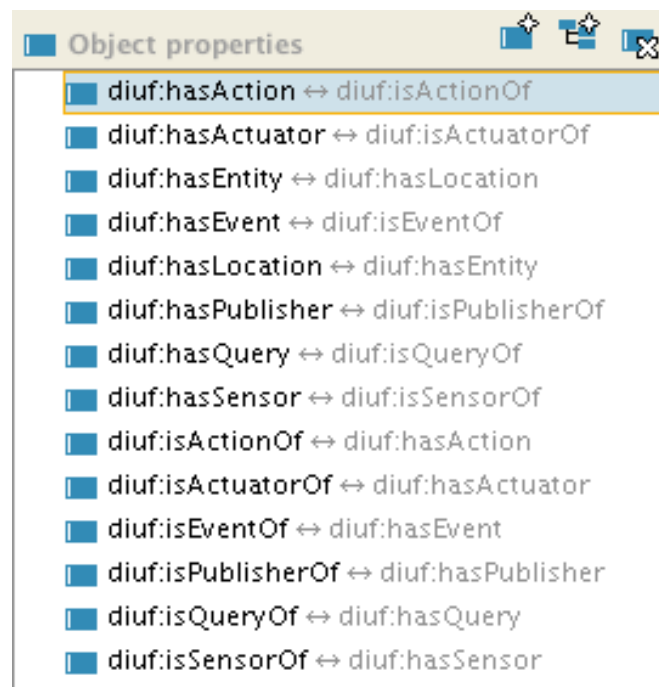 Object properties
diuf:hasAction ↔ diuf:isActionOf
diuf:hasActuator ↔ diuf:isActuatorOf
diuf:hasEntity ↔ diuf:hasLocation
diuf:hasEvent ↔ diuf:isEventOf
diuf:hasLocation ↔ diuf:hasEntity
diuf:hasPublisher ↔ diuf:isPublisherOf
diuf:hasQuery ↔ diuf:isQueryOf
diuf:hasSensor ↔ diuf:isSensorOf
diuf:isActionOf ↔ diuf:hasAction
diuf:isActuatorOf ↔ diuf:hasActuator
diuf:isEventOf ↔ diuf:hasEvent
diuf:isPublisherOf ↔ diuf:hasPublisher
diuf:isQueryOf ↔ diuf:hasQuery
diuf:isSensorOf ↔ diuf:hasSensor